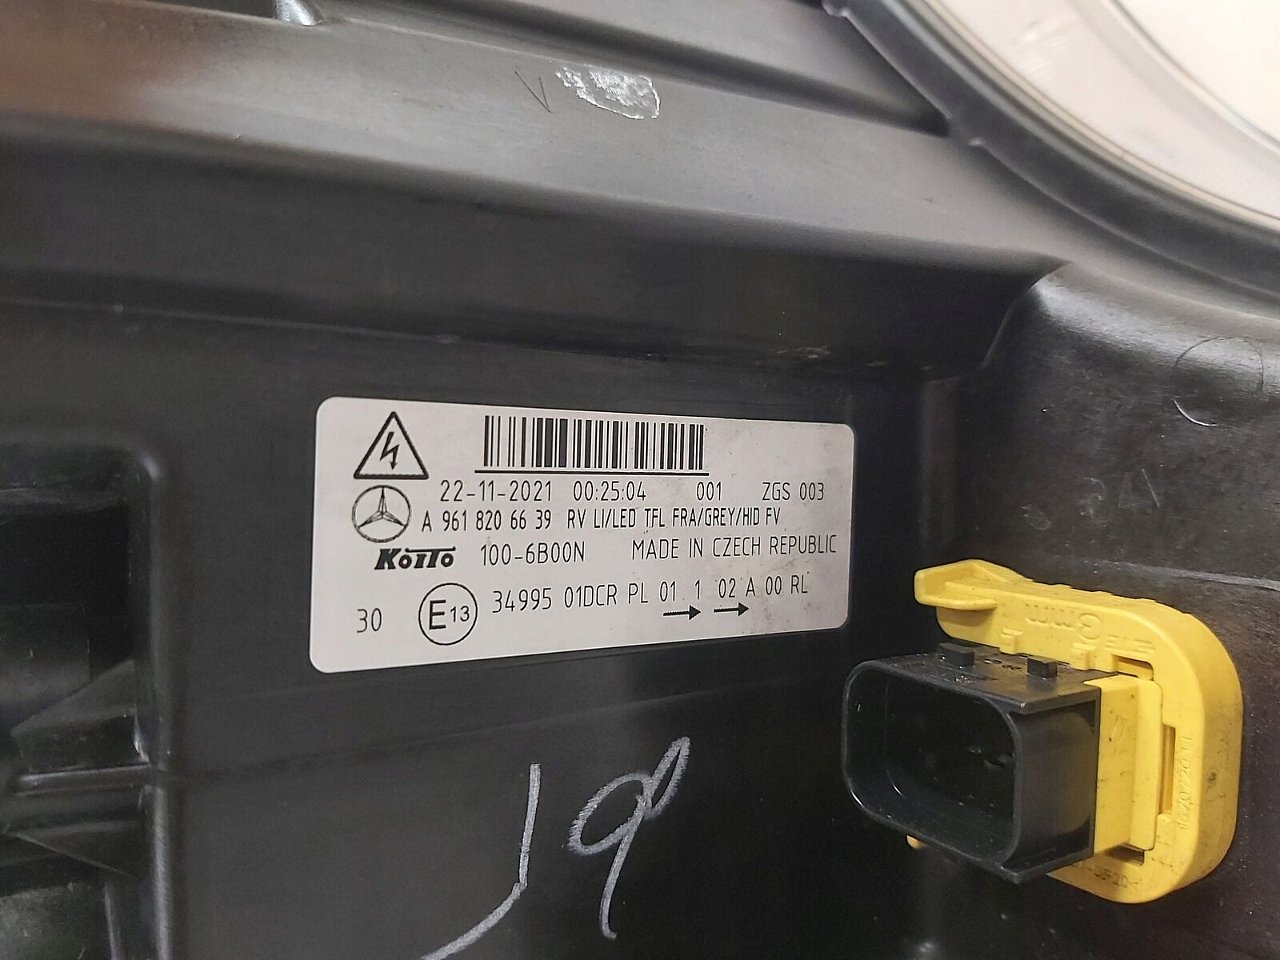 22-11-2021 00:25:04 001 ZGS 003
A 961 820 66 39 RV LI/LED TFL FRA/GREY/HID FV
KOITO 100-6B00N MADE IN CZECH REPUBLIC
30 E13 34995 01DCR PL 01 1 02 A 00 RL